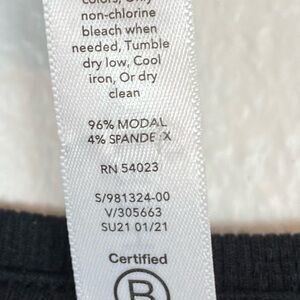 colors, Only
non-chlorine
bleach when
needed, Tumble
dry low, Cool
iron, Or dry
clean
96% MODAL
4% SPANDEX
RN 54023
S/981324-00
V/305663
SU21 01/21
Certified
B